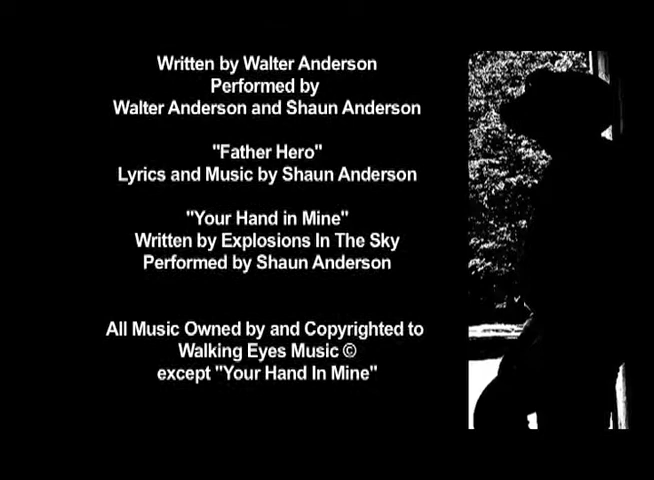 Written by Walter Anderson
Performed by
Walter Anderson and Shaun Anderson
"Father Hero"
Lyrics and Music by Shaun Anderson
"Your Hand in Mine"
Written by Explosions In The Sky
Performed by Shaun Anderson
All Music Owned by and Copyrighted to
Walking Eyes Music ©
except "Your Hand In Mine"